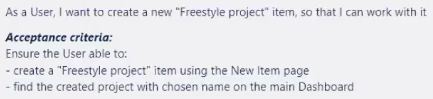 As a User, I want to create a new "Freestyle project" item, so that I can work with it
Acceptance criteria:
Ensure the User able to:
- create a "Freestyle project" item using the New Item page
- find the created project with chosen name on the main Dashboard